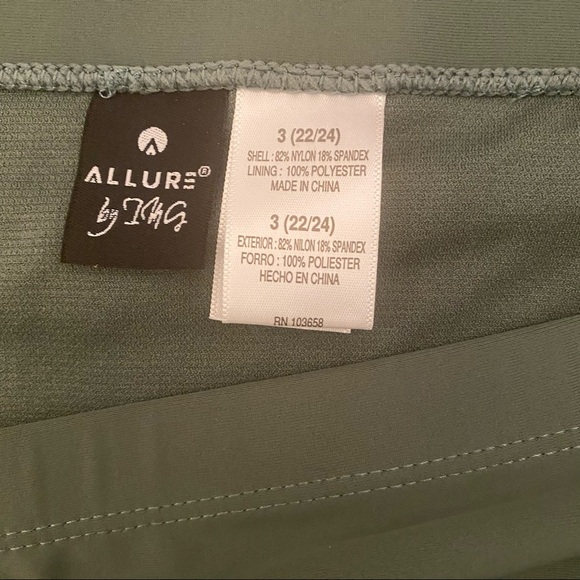 ALLURE®
by TMG
3 (22/24)
SHELL : 82% NYLON 18% SPANDEX
LINING : 100% POLYESTER
MADE IN CHINA
3 (22/24)
EXTERIOR : 82% NILON 18% SPANDEX
FORRO : 100% POLIESTER
HECHO EN CHINA
RN 103658